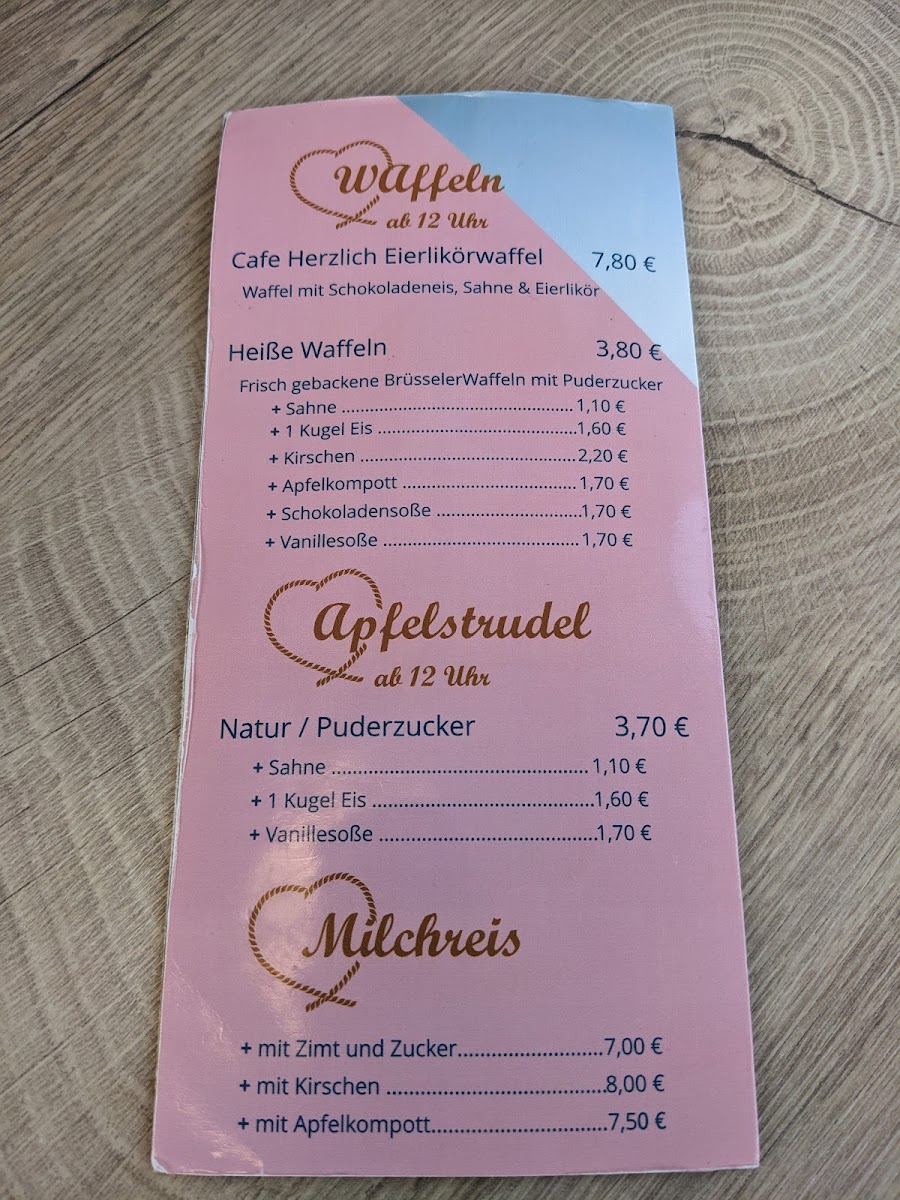 Waffeln
ab 12 Uhr
Cafe Herzlich Eierlikörwaffel 7,80 €
Waffel mit Schokoladeneis, Sahne & Eierlikör
Heiße Waffeln 3,80 €
Frisch gebackene BrüsselerWaffeln mit Puderzucker
+ Sahne ................................................ 1,10 €
+ 1 Kugel Eis .........................................1,60 €
+ Kirschen .............................................2,20 €
+ Apfelkompott .................................... 1,70 €
+ Schokoladensoße ..............................1,70 €
+ Vanillesoße ........................................ 1,70 €
Apfelstrudel
ab 12 Uhr
Natur / Puderzucker 3,70 €
+ Sahne ................................................ 1,10 €
+ 1 Kugel Eis ..........................................1,60 €
+ Vanillesoße .........................................1,70 €
Milchreis
+ mit Zimt und Zucker..........................7,00 €
+ mit Kirschen .......................................8,00 €
+ mit Apfelkompott...............................7,50 €